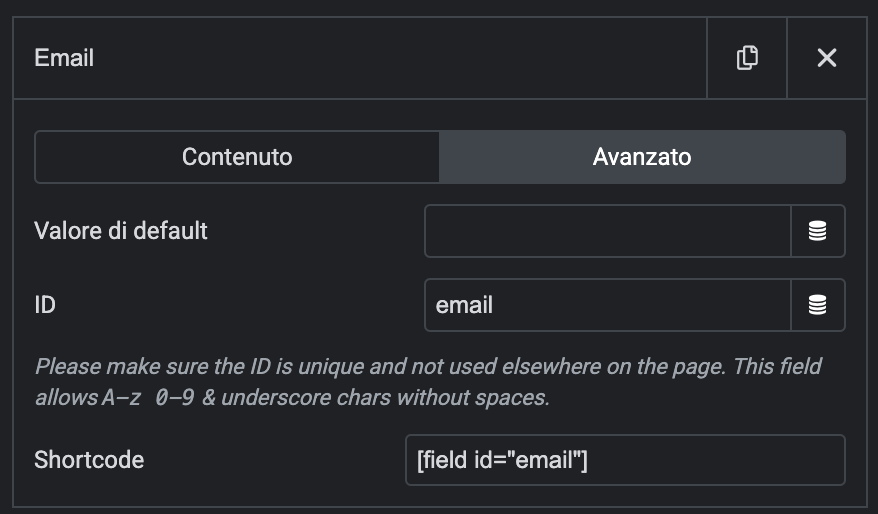 Email
Contenuto
Avanzato
Valore di default
ID
email
Please make sure the ID is unique and not used elsewhere on the page. This field
allows A–z 0–9 & underscore chars without spaces.
Shortcode
[field id="email"]